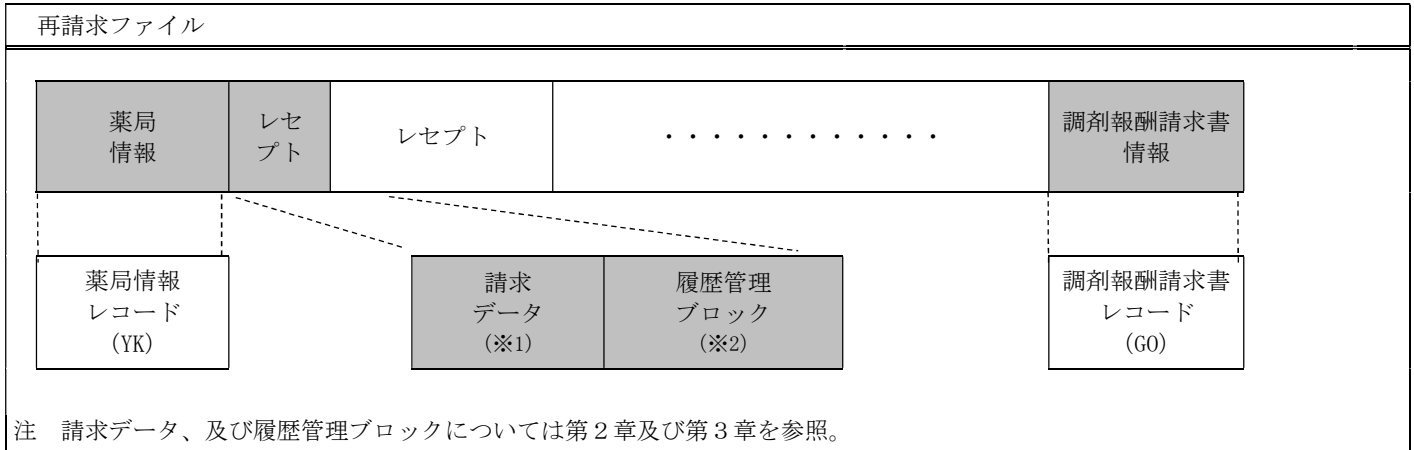 再請求ファイル
薬局
情報
レセ
プト
レセプト
・・・・・・・・・・・・
調剤報酬請求書
情報
薬局情報
レコード
(YK)
請求
データ
(※1)
履歴管理
ブロック
(※2)
調剤報酬請求書
レコード
(GO)
注　請求データ、及び履歴管理ブロックについては第２章及び第３章を参照。